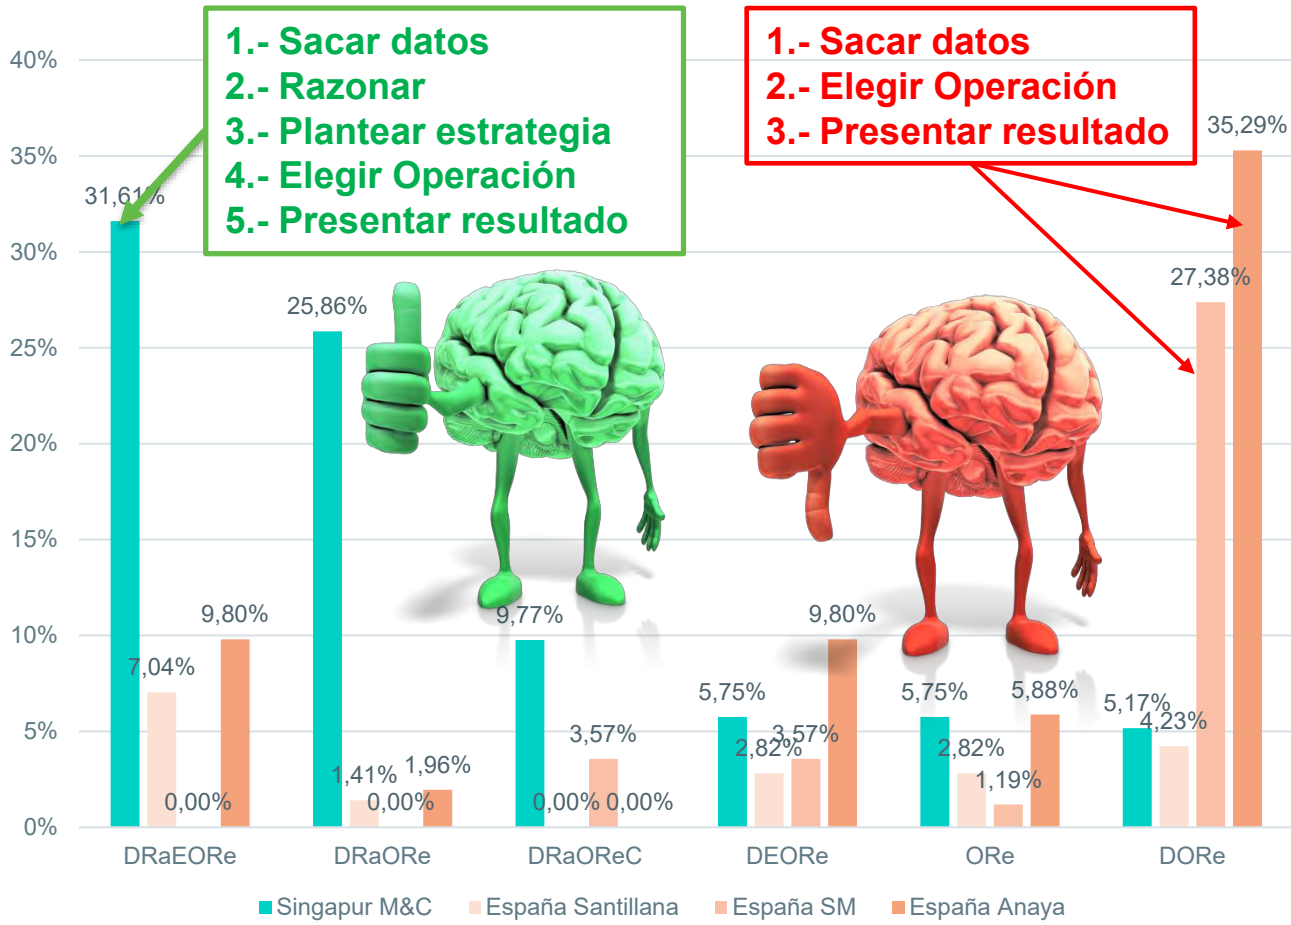 1.- Sacar datos
2.- Razonar
3.- Plantear estrategia
4.- Elegir Operación
5.- Presentar resultado
1.- Sacar datos
2.- Elegir Operación
3.- Presentar resultado
40%
35%
30%
25%
20%
15%
10%
5%
0%
31,61%
7,04%
0,00%
9,80%
25,86%
1,41%
0,00%
1,96%
9,77%
0,00%
3,57%
0,00%
5,75%
2,82%
3,57%
9,80%
5,75%
2,82%
1,19%
5,88%
5,17%
4,23%
27,38%
35,29%
DRaEORe
DRaORe
DRaOReC
DEORe
ORe
DORe
Singapur M&C
España Santillana
España SM
España Anaya